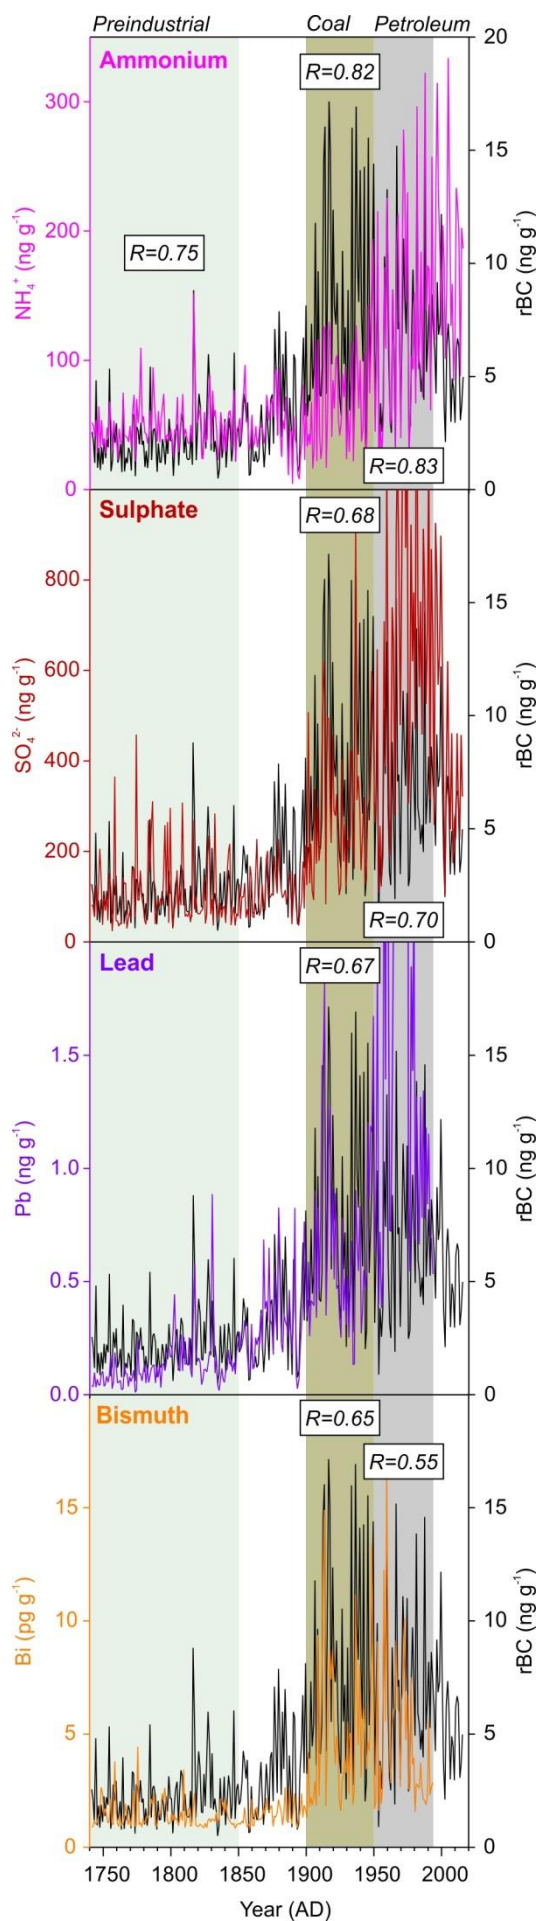 Preindustrial Coal Petroleum
Ammonium
R=0.82
R=0.75
R=0.83
NH₄⁺ (ng g⁻¹)
300
200
100
0
rBC (ng g⁻¹)
20
15
10
5
0
Sulphate
R=0.68
R=0.70
SO₄²⁻ (ng g⁻¹)
800
600
400
200
0
rBC (ng g⁻¹)
15
10
5
0
Lead
R=0.67
Pb (ng g⁻¹)
1.5
1.0
0.5
0.0
rBC (ng g⁻¹)
15
10
5
0
Bismuth
R=0.65
R=0.55
Bi (pg g⁻¹)
15
10
5
0
rBC (ng g⁻¹)
15
10
5
0
1750 1800 1850 1900 1950 2000
Year (AD)